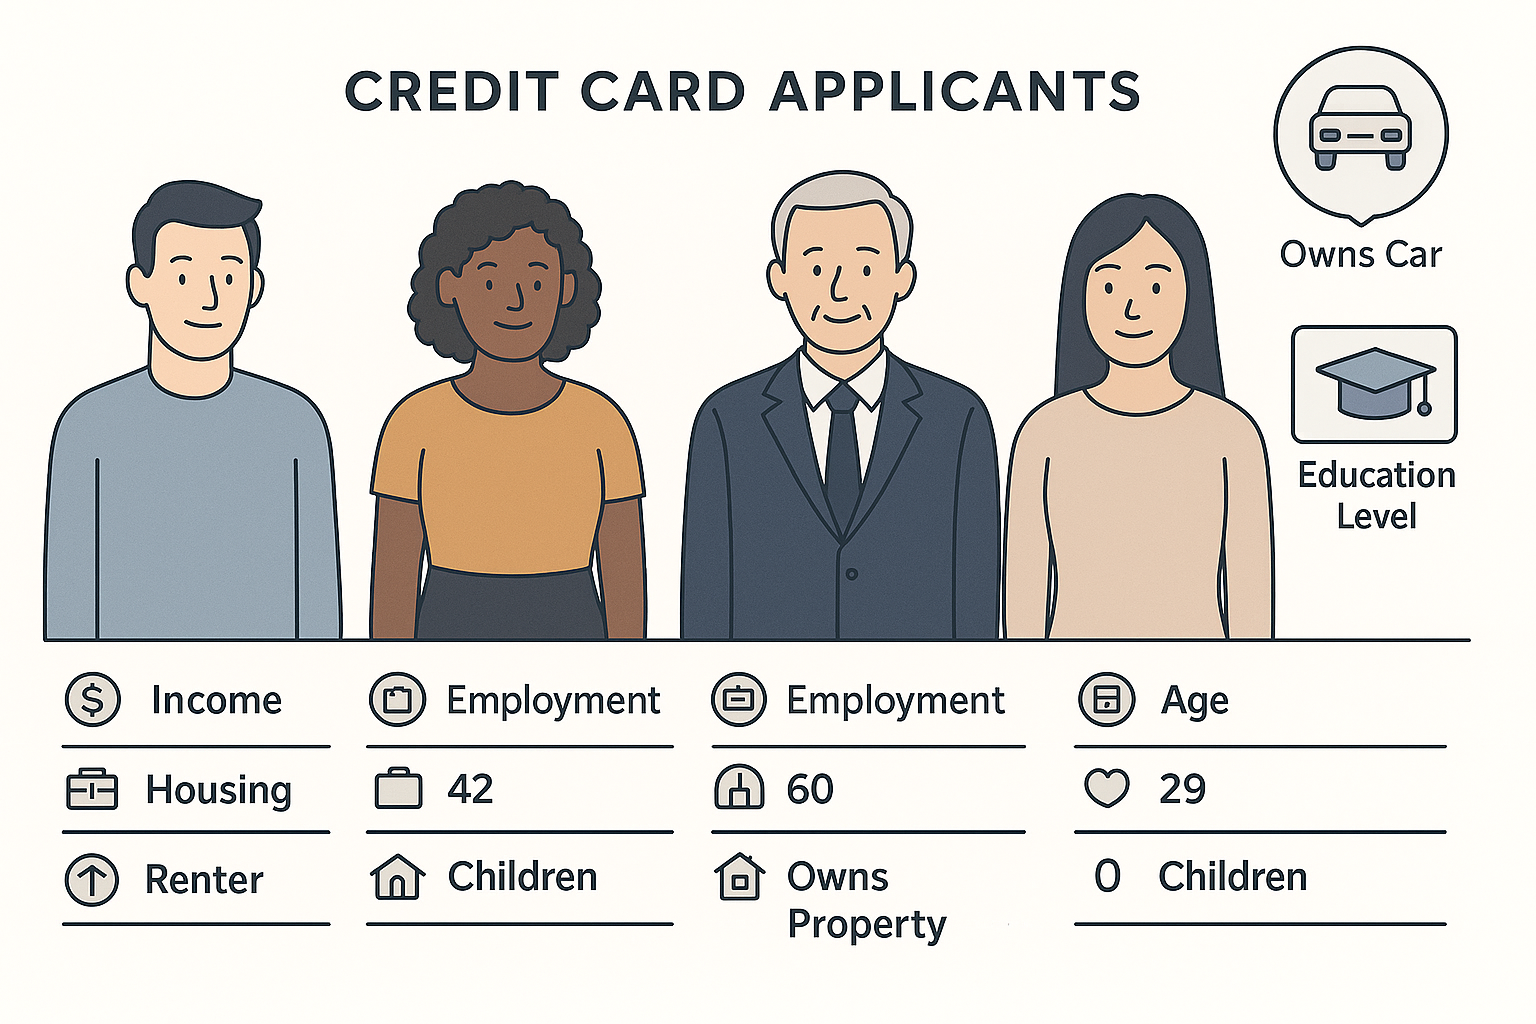 CREDIT CARD APPLICANTS
Owns Car
Education
Level
$ Income
Housing
Renter
Employment
42
Children
Employment
60
Owns
Property
Age
29
0 Children